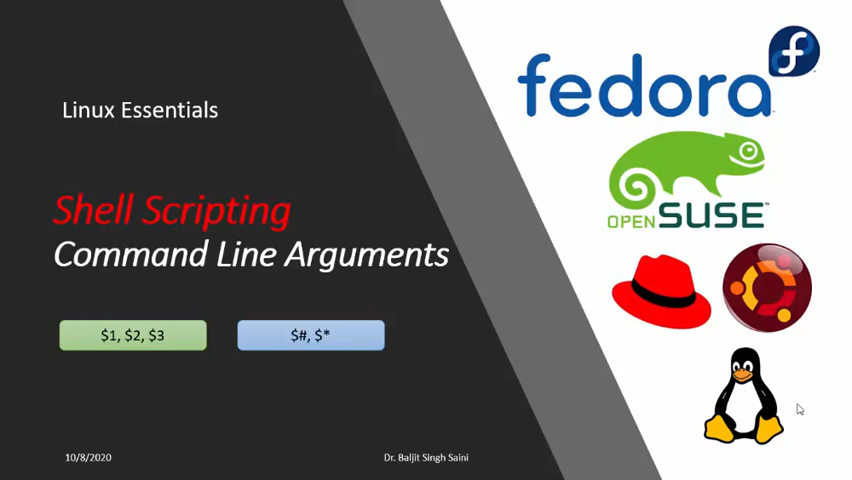 Linux Essentials
Shell Scripting
Command Line Arguments
$1, $2, $3
$#, $*
10/8/2020
Dr. Baljit Singh Saini
fedora
openSUSE